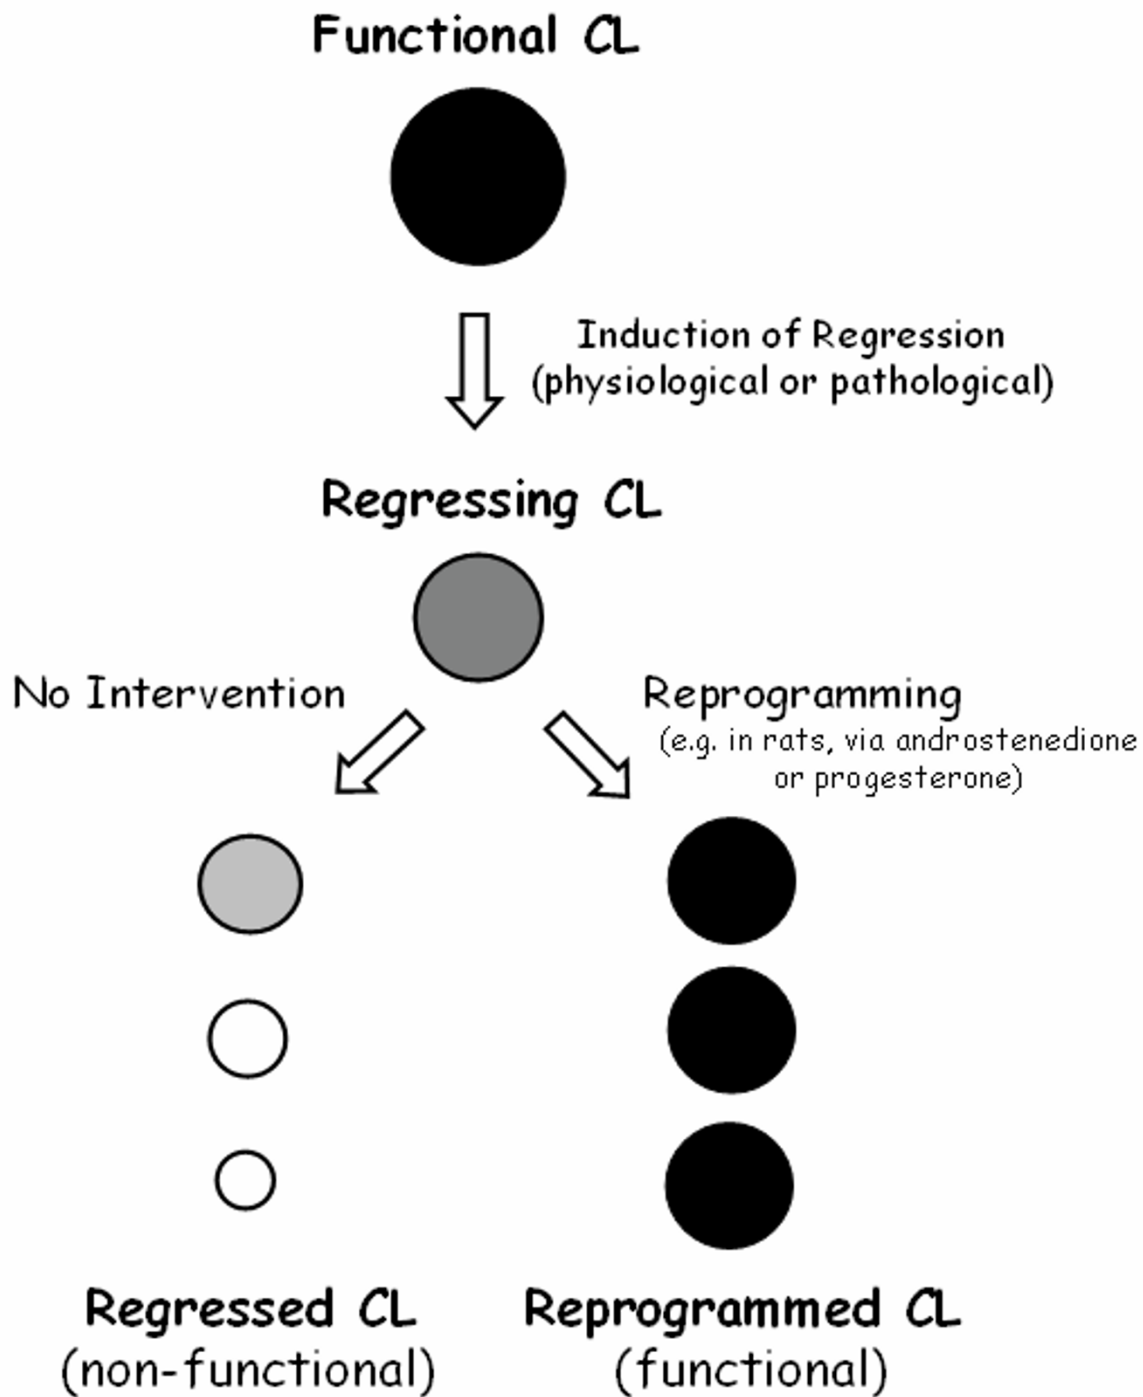 Functional CL
Induction of Regression
(physiological or pathological)
Regressing CL
No Intervention
Reprogramming
(e.g. in rats, via androstenedione
or progesterone)
Regressed CL
(non-functional)
Reprogrammed CL
(functional)